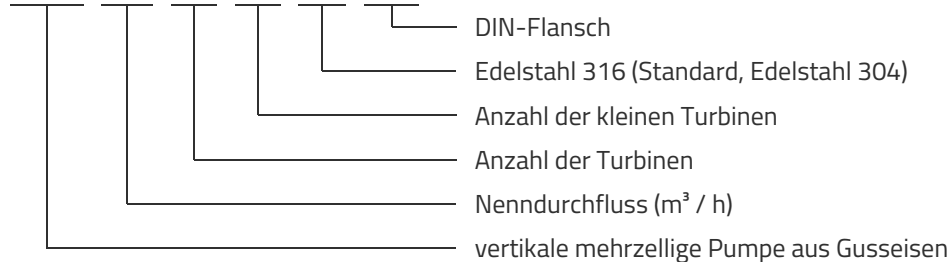 DIN-Flansch
Edelstahl 316 (Standard, Edelstahl 304)
Anzahl der kleinen Turbinen
Anzahl der Turbinen
Nenndurchfluss (m³ / h)
vertikale mehrzellige Pumpe aus Gusseisen